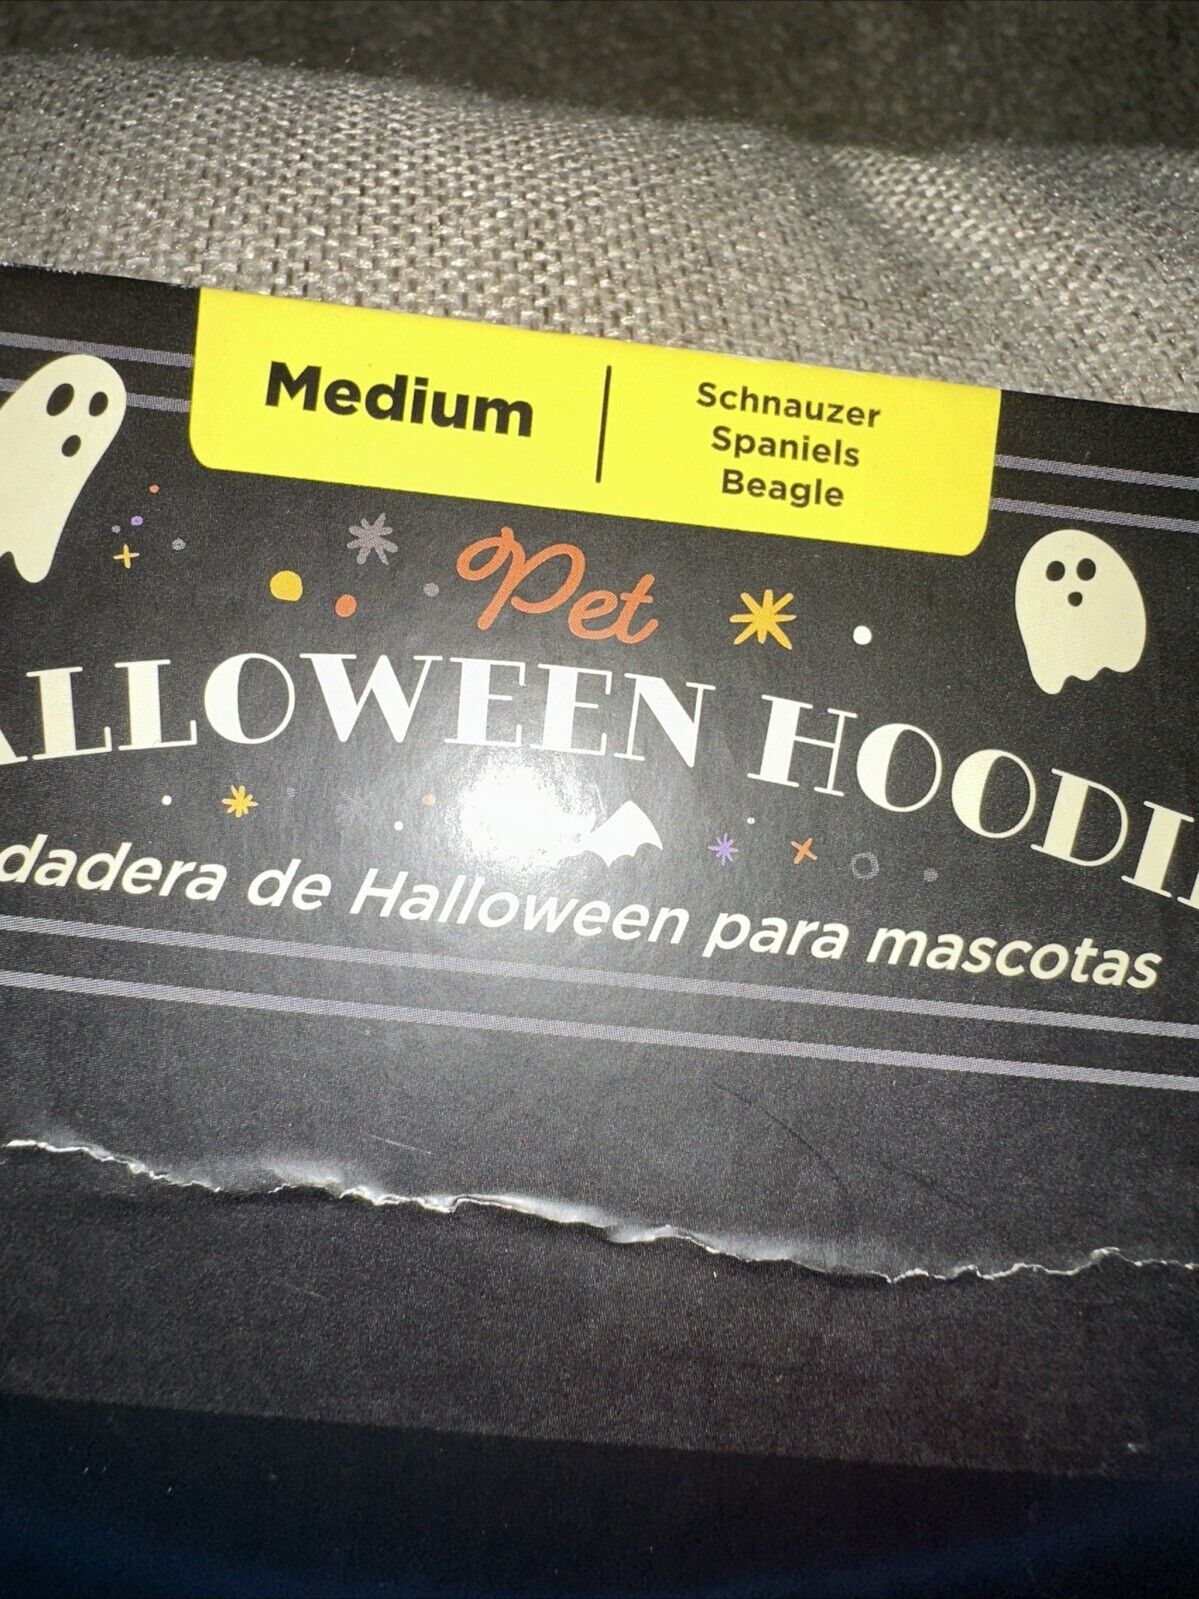 Medium
Schnauzer
Spaniels
Beagle
Pet
ALLOWEEN HOODI
dadera de Halloween para mascotas